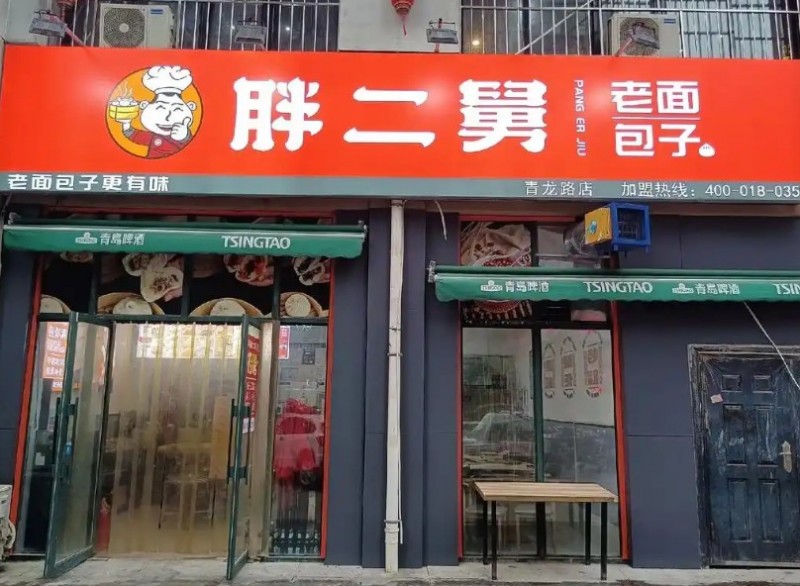 胖二舅
PANG ER JIU
老面
包子
老面包子更有味
青龙路店 加盟热线：400-018-035
青岛啤酒 TSINGTAO
青岛啤酒 TSINGTAO 青岛啤酒 TSINGT